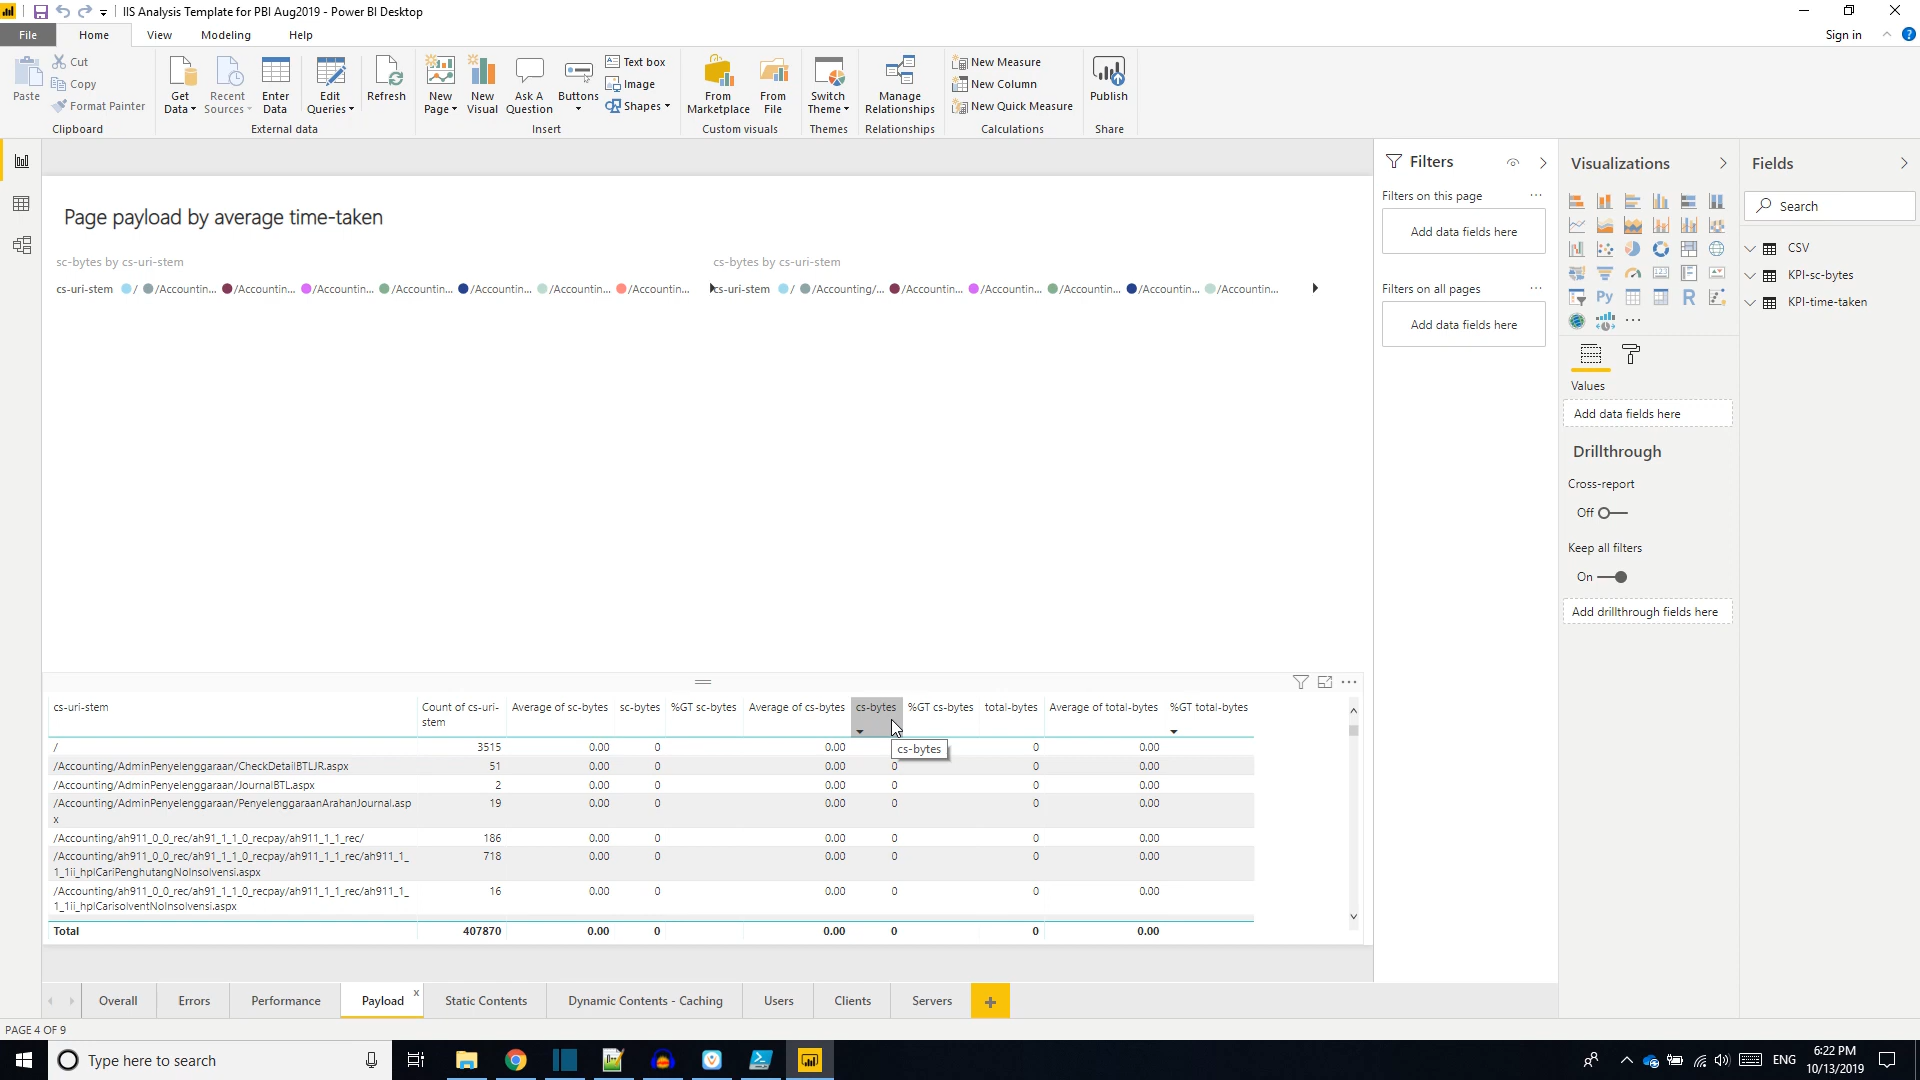 IIS Analysis Template for PBI Aug2019 - Power BI Desktop
File Home View Modeling Help
Sign in
Paste
Cut
Copy
Format Painter
Clipboard
Get Data
Recent Sources
Enter Data
Edit Queries
Refresh
External data
New Page
New Visual
Ask A Question
Buttons
Text box
Image
Shapes
Insert
From Marketplace
From File
Custom visuals
Switch Theme
Themes
Manage Relationships
Relationships
New Measure
New Column
New Quick Measure
Calculations
Publish
Share
Page payload by average time-taken
sc-bytes by cs-uri-stem
cs-uri-stem / /Accountin... /Accountin... /Accountin... /Accountin... /Accountin... /Accountin... /Accountin...
cs-bytes by cs-uri-stem
cs-uri-stem / /Accounting/... /Accountin... /Accountin... /Accountin... /Accountin... /Accountin...
cs-uri-stem Count of cs-uri-stem Average of sc-bytes sc-bytes %GT sc-bytes Average of cs-bytes cs-bytes %GT cs-bytes total-bytes Average of total-bytes %GT total-bytes
cs-bytes
/ 3515 0.00 0 0.00 0 0.00
/Accounting/AdminPenyelenggaraan/CheckDetailBTLJR.aspx 51 0.00 0 0.00 0 0 0.00
/Accounting/AdminPenyelenggaraan/JournalBTL.aspx 2 0.00 0 0.00 0 0 0.00
/Accounting/AdminPenyelenggaraan/PenyelenggaraanArahanJournal.asp 19 0.00 0 0.00 0 0 0.00
x
/Accounting/ah911_0_0_rec/ah91_1_1_0_recpay/ah911_1_1_rec/ 186 0.00 0 0.00 0 0 0.00
/Accounting/ah911_0_0_rec/ah91_1_1_0_recpay/ah911_1_1_rec/ah911_1_ 718 0.00 0 0.00 0 0 0.00
1_1ii_hplCariPenghutangNoInsolvensi.aspx
/Accounting/ah911_0_0_rec/ah91_1_1_0_recpay/ah911_1_1_rec/ah911_1_ 16 0.00 0 0.00 0 0 0.00
1_1ii_hplCarisolventNoInsolvensi.aspx
Total 407870 0.00 0 0.00 0 0 0.00
Filters
Filters on this page
Add data fields here
Filters on all pages
Add data fields here
Visualizations
Py
R
Values
Add data fields here
Drillthrough
Cross-report
Off
Keep all filters
On
Add drillthrough fields here
Fields
Search
CSV
KPI-sc-bytes
KPI-time-taken
Overall Errors Performance Payload x Static Contents Dynamic Contents - Caching Users Clients Servers +
PAGE 4 OF 9
Type here to search
ENG
6:22 PM
10/13/2019